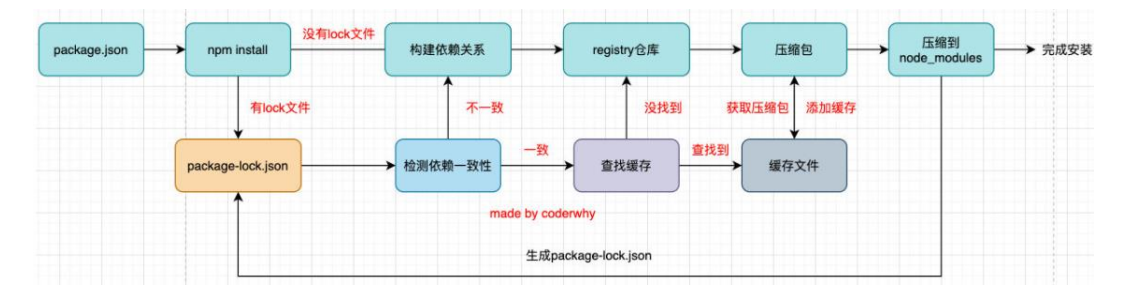 package.json
npm install
没有lock文件
构建依赖关系
registry仓库
压缩包
压缩到
node_modules
完成安装
有lock文件
不一致
没找到
获取压缩包
添加缓存
package-lock.json
检测依赖一致性
一致
查找缓存
查找到
缓存文件
made by coderwhy
生成package-lock.json